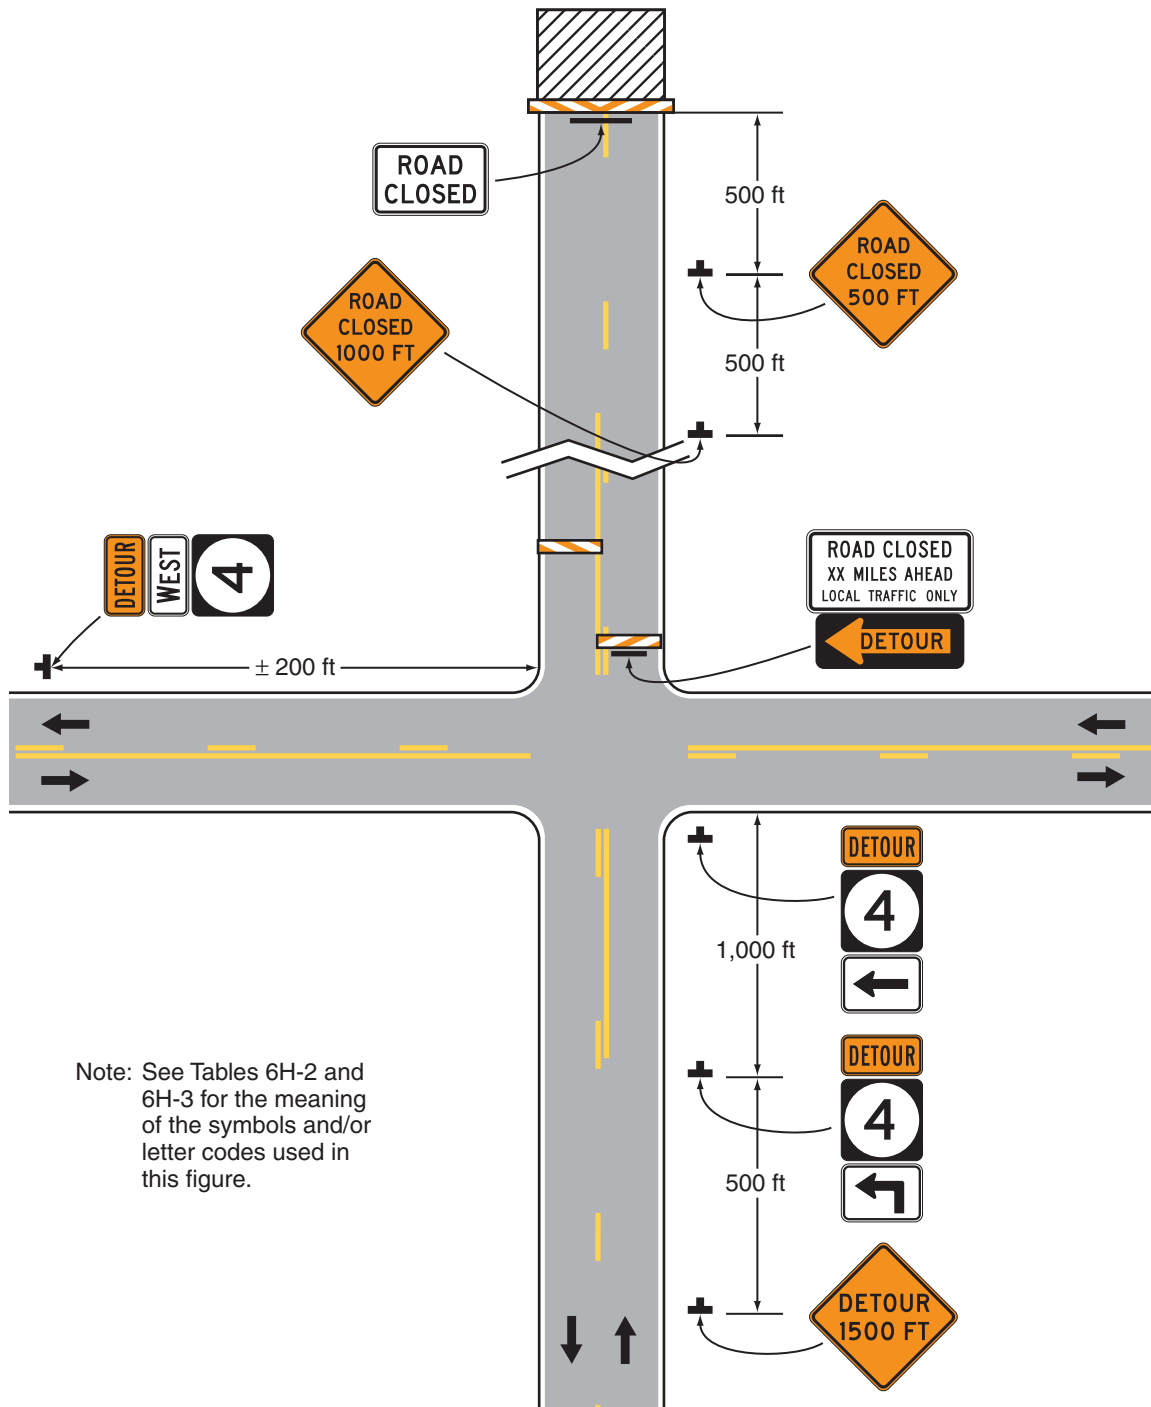 ROAD
CLOSED
500 ft
ROAD
CLOSED
500 FT
ROAD
CLOSED
1000 FT
500 ft
DETOUR
WEST
4
ROAD CLOSED
XX MILES AHEAD
LOCAL TRAFFIC ONLY
DETOUR
± 200 ft
DETOUR
4
1,000 ft
DETOUR
4
Note: See Tables 6H-2 and
6H-3 for the meaning
of the symbols and/or
letter codes used in
this figure.
500 ft
DETOUR
1500 FT